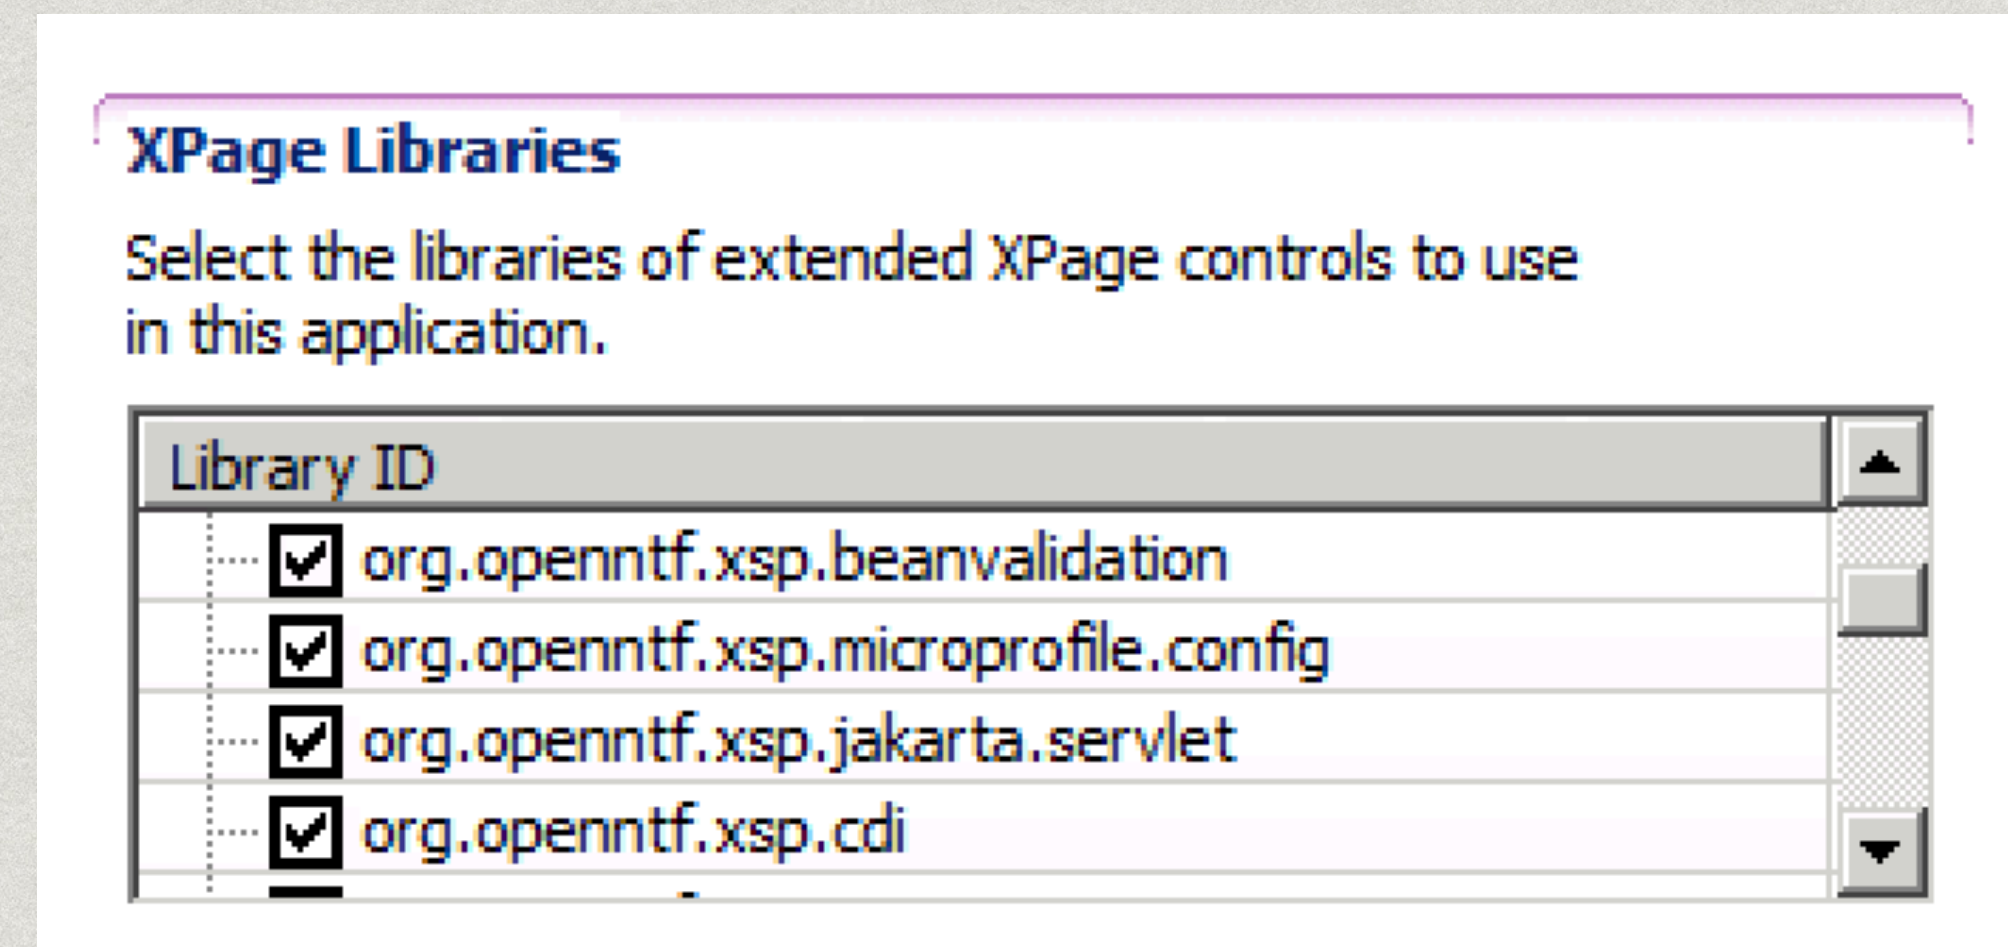 XPage Libraries
Select the libraries of extended XPage controls to use
in this application.
Library ID
org.openntf.xsp.beanvalidation
org.openntf.xsp.microprofile.config
org.openntf.xsp.jakarta.servlet
org.openntf.xsp.cdi